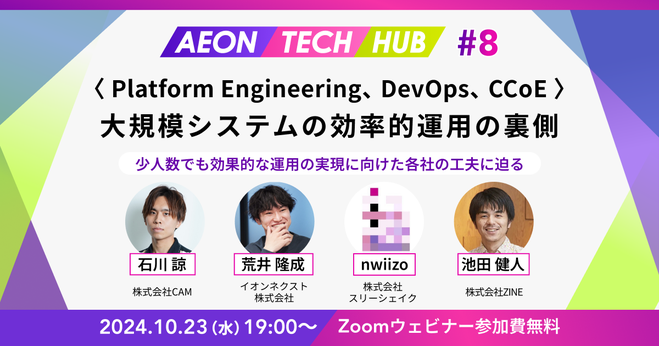 AEON TECH HUB #8
〈 Platform Engineering、DevOps、CCoE 〉
大規模システムの効率的運用の裏側
少人数でも効果的な運用の実現に向けた各社の工夫に迫る
石川 諒
株式会社CAM
荒井 隆成
イオンネクスト
株式会社
nwiizo
株式会社
スリーシェイク
池田 健人
株式会社ZINE
2024.10.23(水)19:00〜 Zoomウェビナー参加費無料